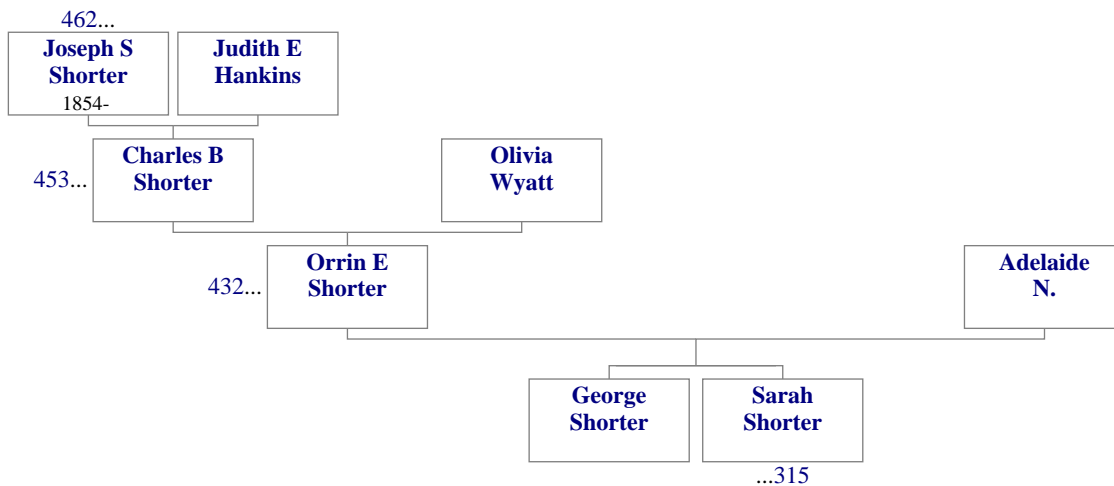 462...
Joseph S
Shorter
1854-
Judith E
Hankins
453...
Charles B
Shorter
Olivia
Wyatt
432...
Orrin E
Shorter
Adelaide
N.
George
Shorter
Sarah
Shorter
...315